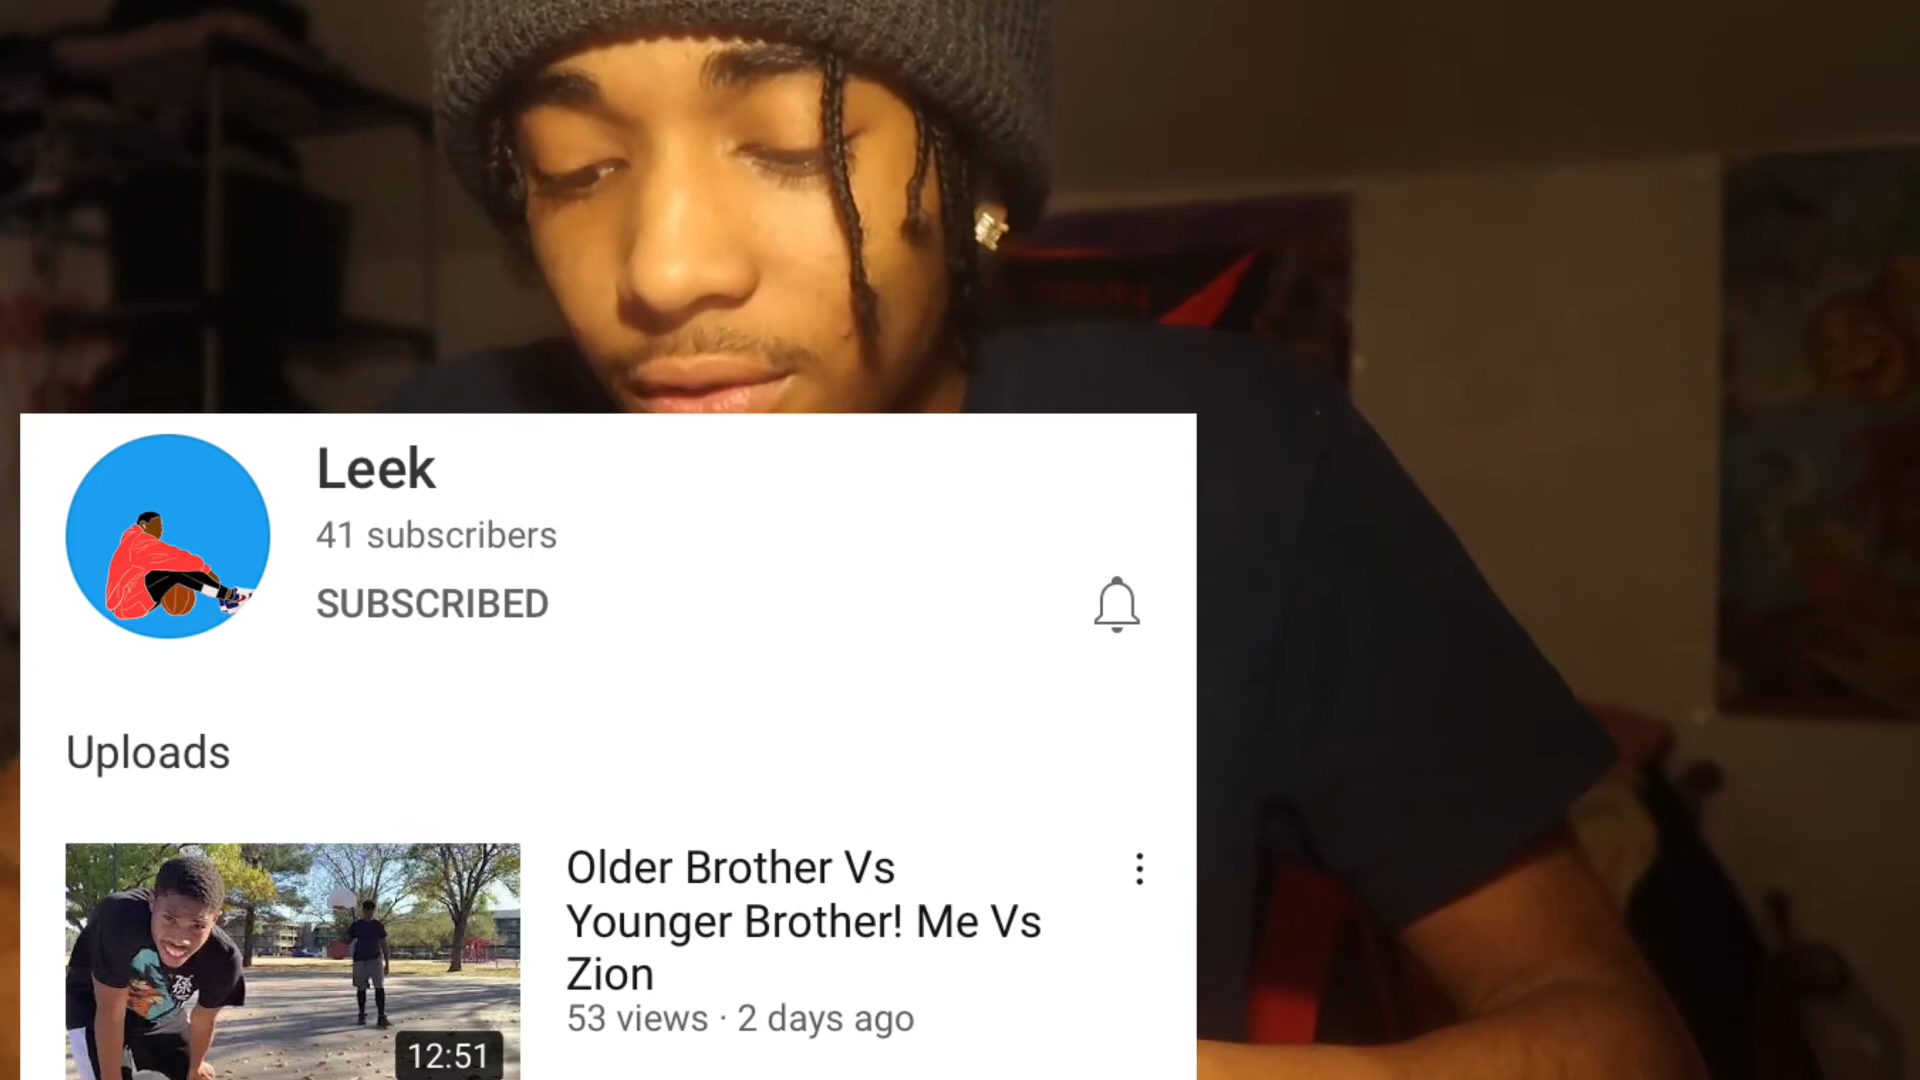 Leek
41 subscribers
SUBSCRIBED
Uploads
Older Brother Vs
Younger Brother! Me Vs
Zion
53 views · 2 days ago
12:51